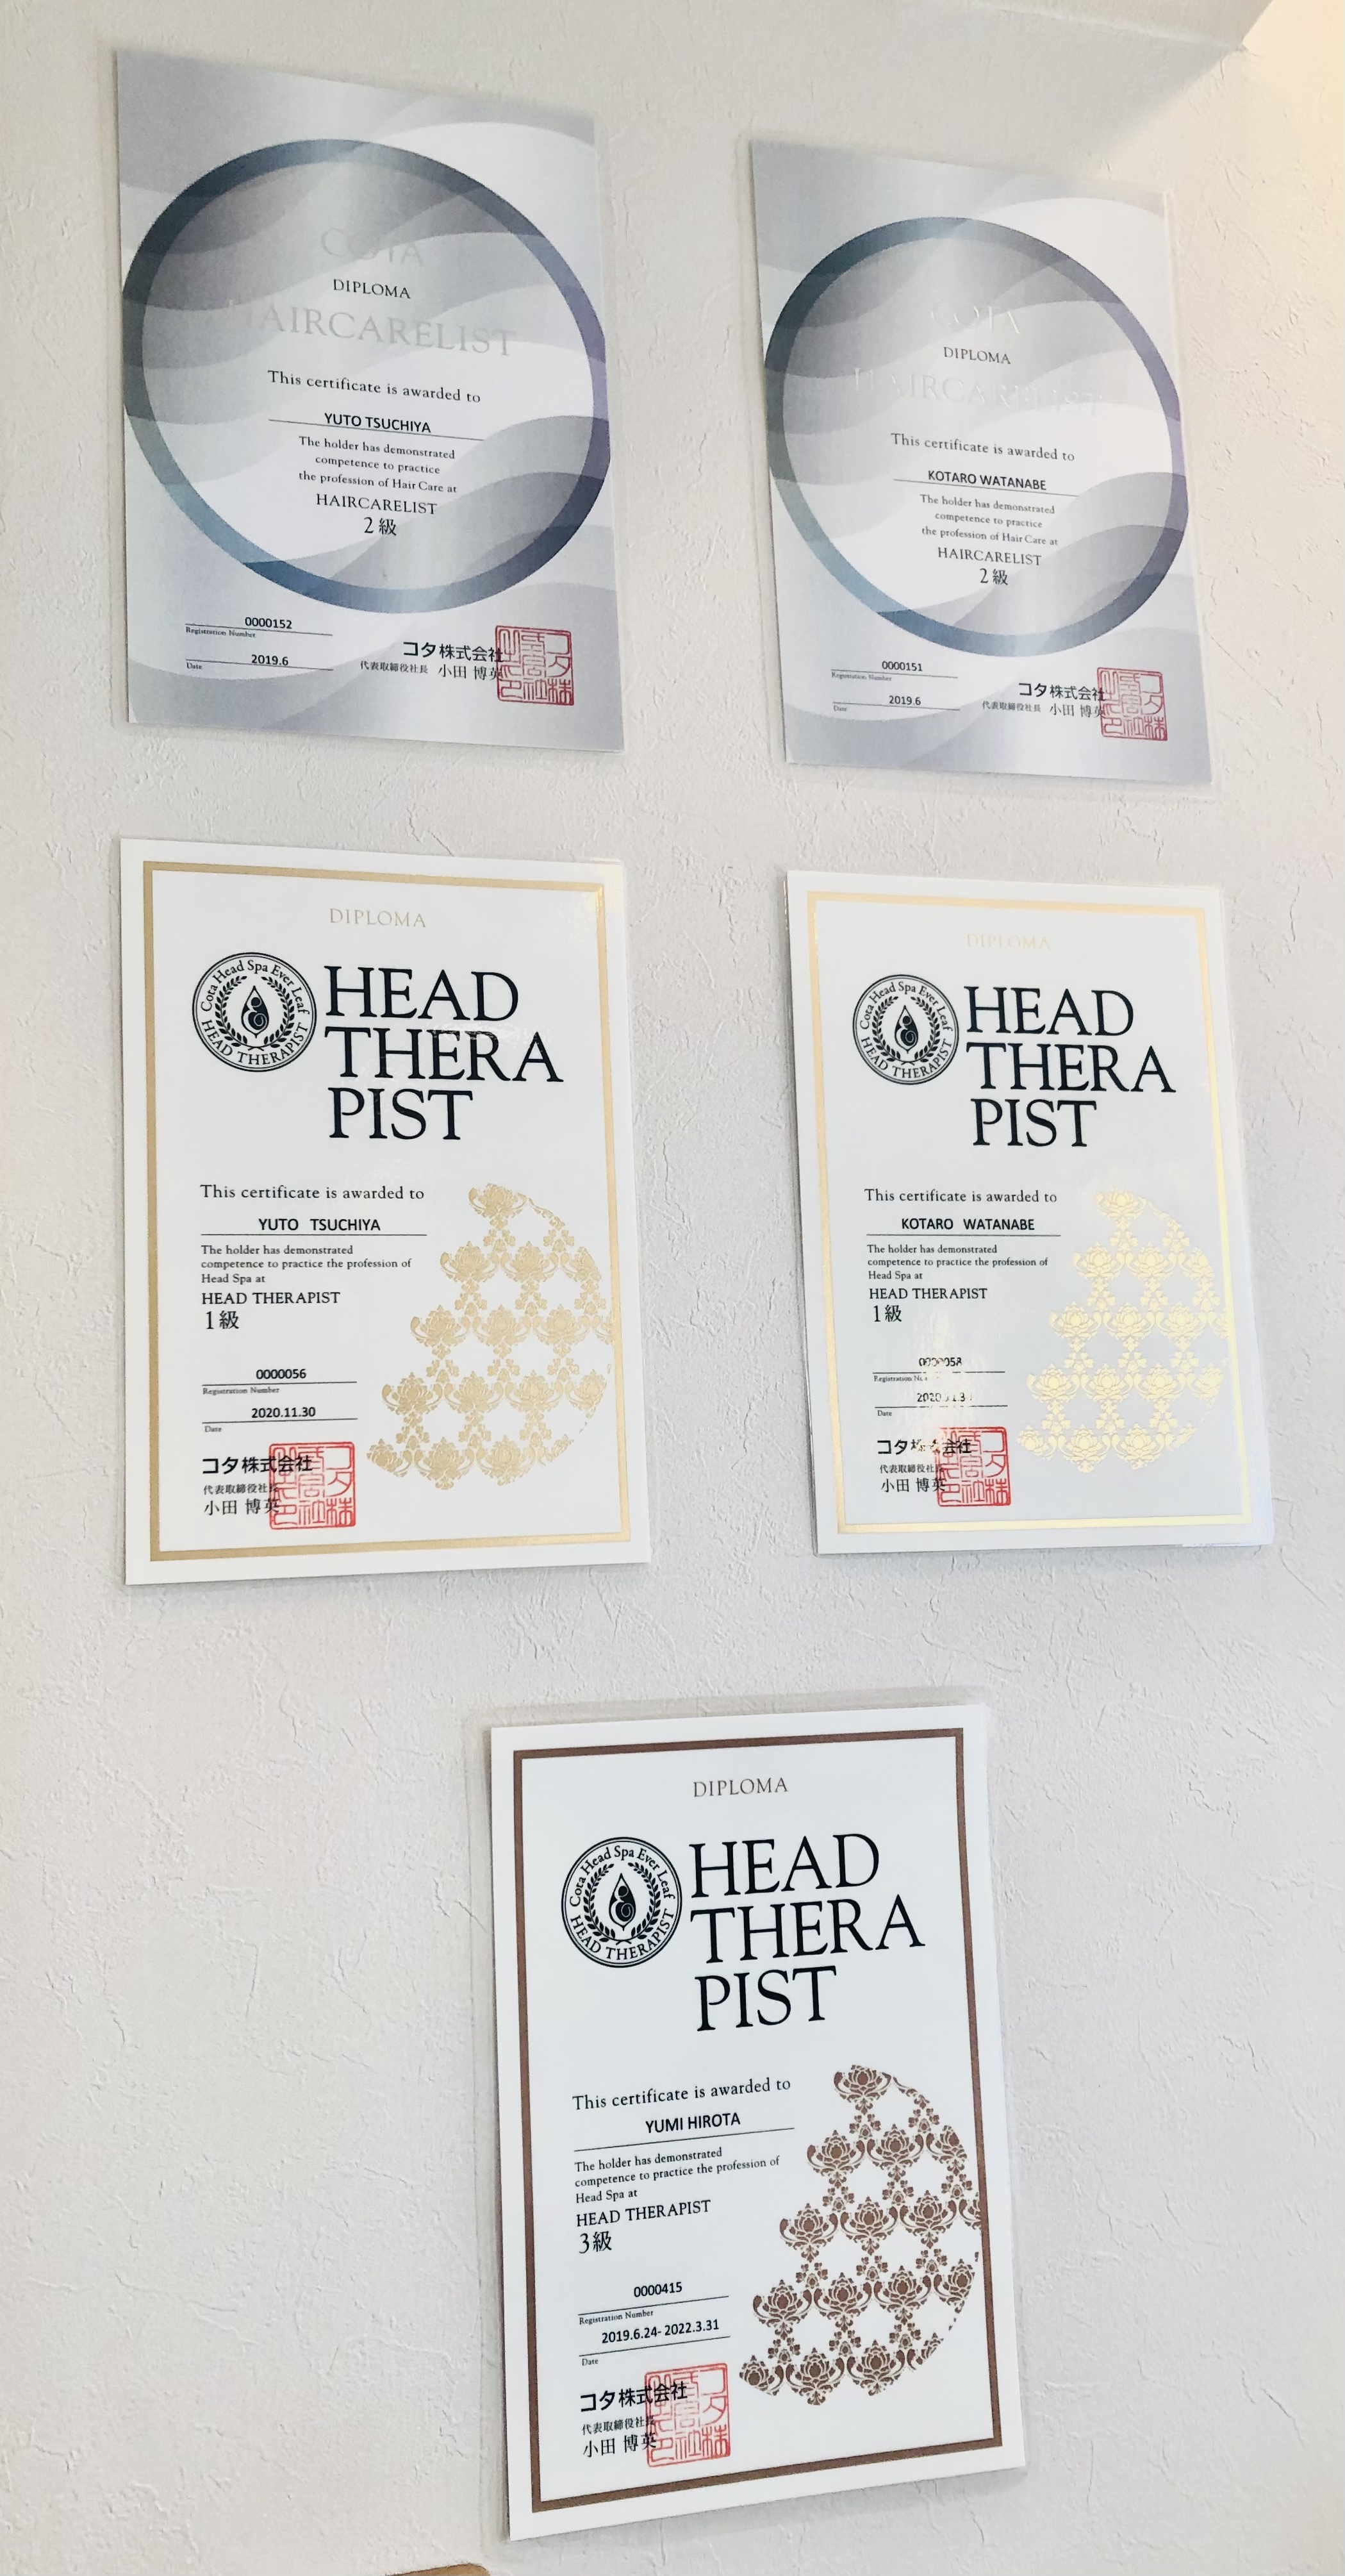 COTA
DIPLOMA
HAIRCARELIST
This certificate is awarded to
YUTO TSUCHIYA
The holder has demonstrated
competence to practice
the profession of Hair Care at
HAIRCARELIST
2級
0000152
Registration Number
2019.6
Date
コタ株式会社
代表取締役社長 小田 博英
COTA
DIPLOMA
HAIRCARELIST
This certificate is awarded to
KOTARO WATANABE
The holder has demonstrated
competence to practice
the profession of Hair Care at
HAIRCARELIST
2級
0000151
Registration Number
2019.6
Date
コタ株式会社
代表取締役社長 小田 博英
DIPLOMA
Cota Head Spa Ever Leaf
HEAD THERAPIST
HEAD
THERA
PIST
This certificate is awarded to
YUTO TSUCHIYA
The holder has demonstrated
competence to practice the profession of
Head Spa at
HEAD THERAPIST
1級
0000056
Registration Number
2020.11.30
Date
コタ株式会社
代表取締役社長
小田 博英
DIPLOMA
Cota Head Spa Ever Leaf
HEAD THERAPIST
HEAD
THERA
PIST
This certificate is awarded to
KOTARO WATANABE
The holder has demonstrated
competence to practice the profession of
Head Spa at
HEAD THERAPIST
1級
0000058
Registration
Date
コタ株式会社
代表取締役社長
小田 博英
DIPLOMA
Cota Head Spa Ever Leaf
HEAD THERAPIST
HEAD
THERA
PIST
This certificate is awarded to
YUMI HIROTA
The holder has demonstrated
competence to practice the profession of
Head Spa at
HEAD THERAPIST
3級
0000415
Registration Number
2019.6.24- 2022.3.31
Date
コタ株式会社
代表取締役社長
小田 博英